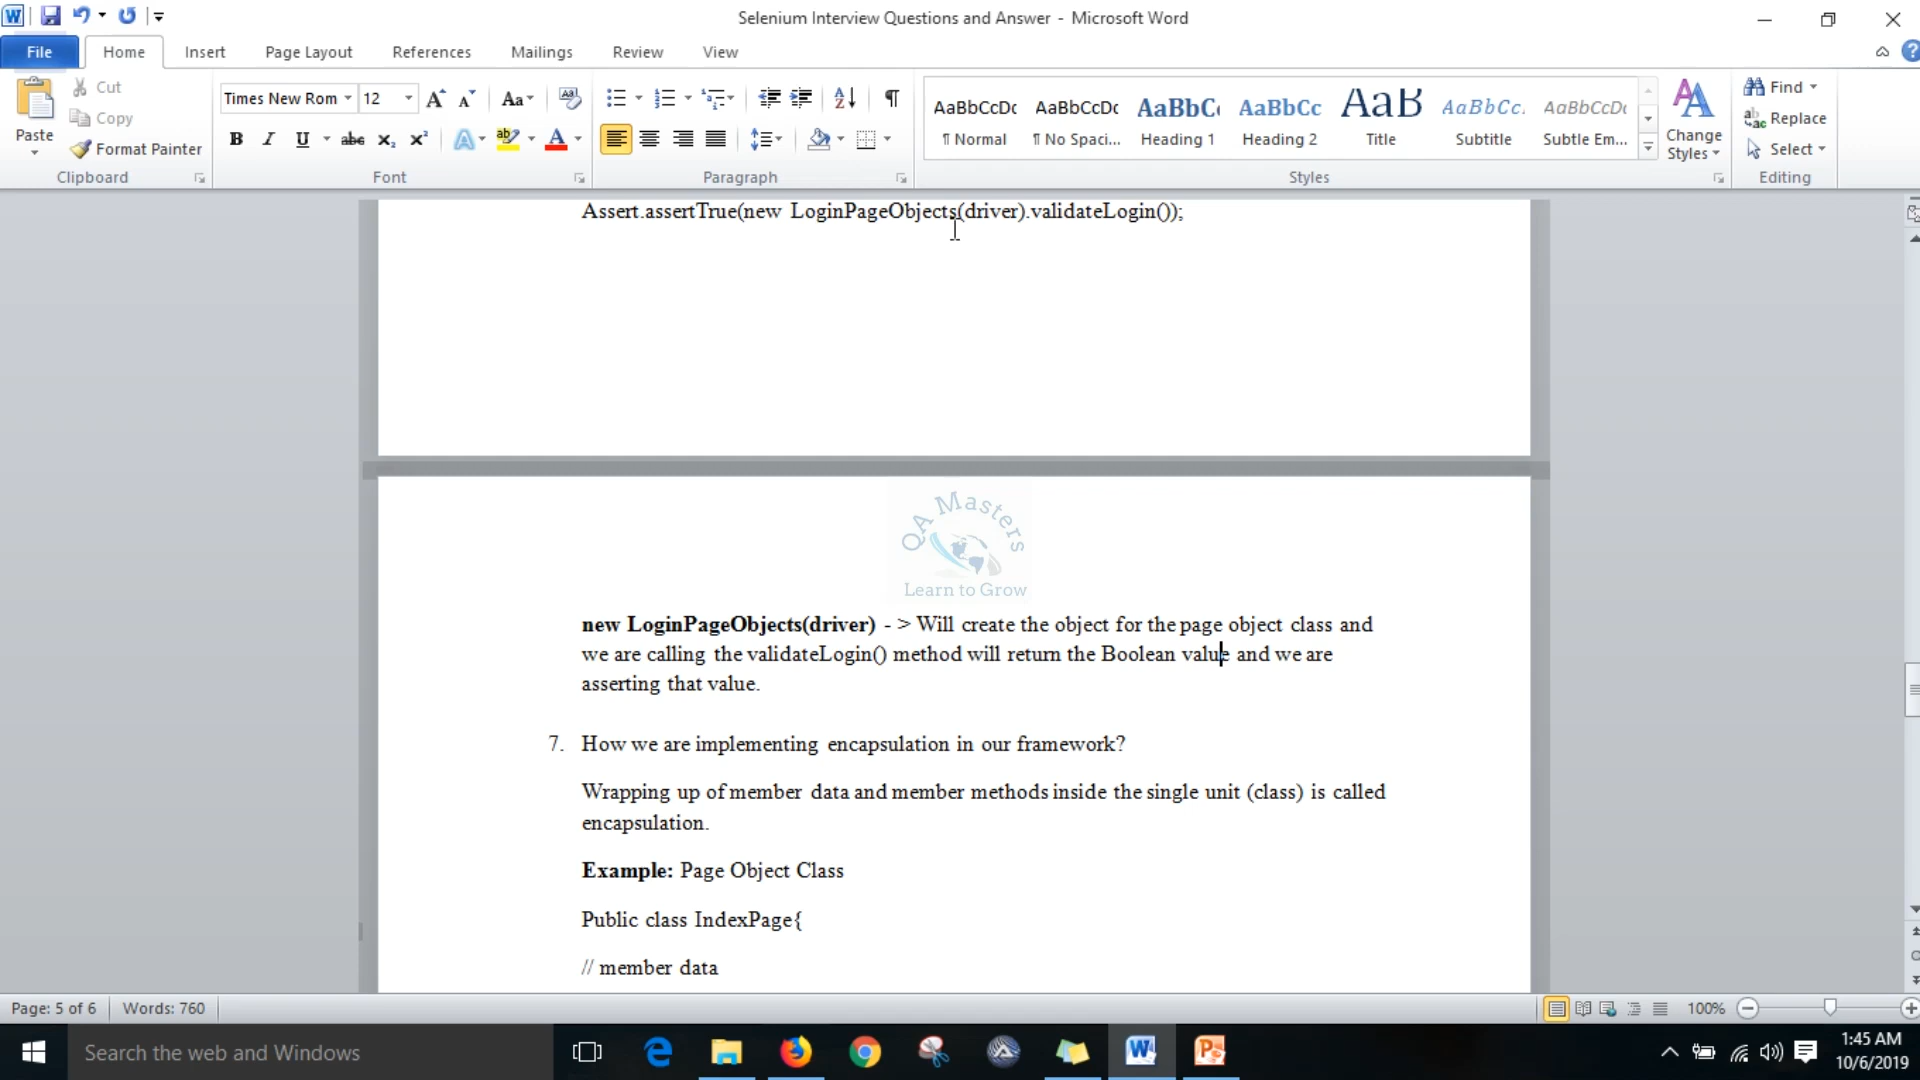 Selenium Interview Questions and Answer - Microsoft Word
File Home Insert Page Layout References Mailings Review View
Paste
Cut
Copy
Format Painter
Clipboard
Times New Rom 12
Font
Paragraph
AaBbCcDc AaBbCcDc AaBbC AaBbCc AaB AaBbCc. AaBbCcDc
¶ Normal ¶ No Spaci... Heading 1 Heading 2 Title Subtitle Subtle Em...
Change
Styles
Styles
Find
Replace
Select
Editing
Assert.assertTrue(new LoginPageObjects(driver).validateLogin());
QA Masters
Learn to Grow
new LoginPageObjects(driver) - > Will create the object for the page object class and
we are calling the validateLogin() method will return the Boolean value and we are
asserting that value.
7. How we are implementing encapsulation in our framework?
Wrapping up of member data and member methods inside the single unit (class) is called
encapsulation.
Example: Page Object Class
Public class IndexPage{
// member data
Page: 5 of 6 Words: 760 100%
Search the web and Windows
1:45 AM
10/6/2019